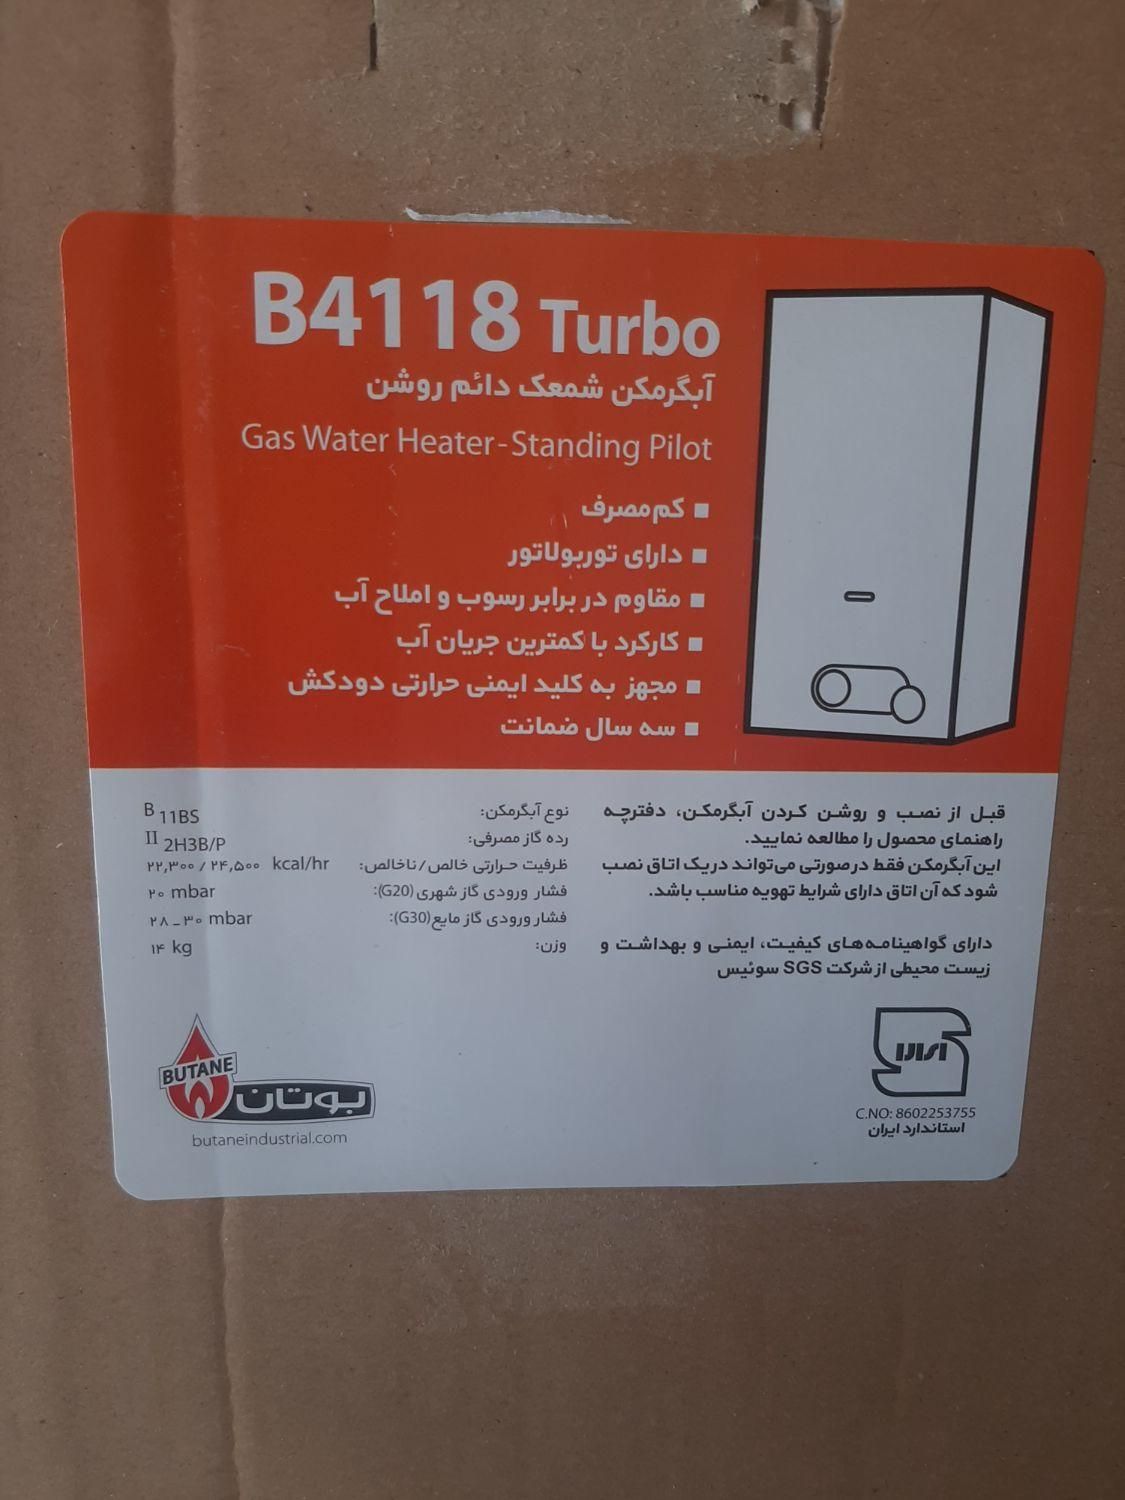 B4118 Turbo
آبگرمکن شمعک دائم روشن
Gas Water Heater-Standing Pilot
■ کم‌مصرف
■ دارای توربولاتور
■ مقاوم در برابر رسوب و املاح آب
■ کارکرد با کمترین جریان آب
■ مجهز به کلید ایمنی حرارتی دودکش
■ سه سال ضمانت
قبل از نصب و روشن کردن آبگرمکن، دفترچه
راهنمای محصول را مطالعه نمایید.
این آبگرمکن فقط در صورتی می‌تواند در یک اتاق نصب
شود که آن اتاق دارای شرایط تهویه مناسب باشد.
دارای گواهینامه‌های کیفیت، ایمنی و بهداشت و
زیست محیطی از شرکت SGS سوئیس
نوع آبگرمکن: B 11BS
رده گاز مصرفی: II 2H3B/P
ظرفیت حرارتی خالص/ناخالص: ۲۲,۳۰۰ / ۲۴,۵۰۰ kcal/hr
فشار ورودی گاز شهری (G20): ۲۰ mbar
فشار ورودی گاز مایع (G30): ۲۸ - ۳۰ mbar
وزن: ۱۴ kg
BUTANE
بوتان
butaneindustrial.com
C.NO: 8602253755
استاندارد ایران